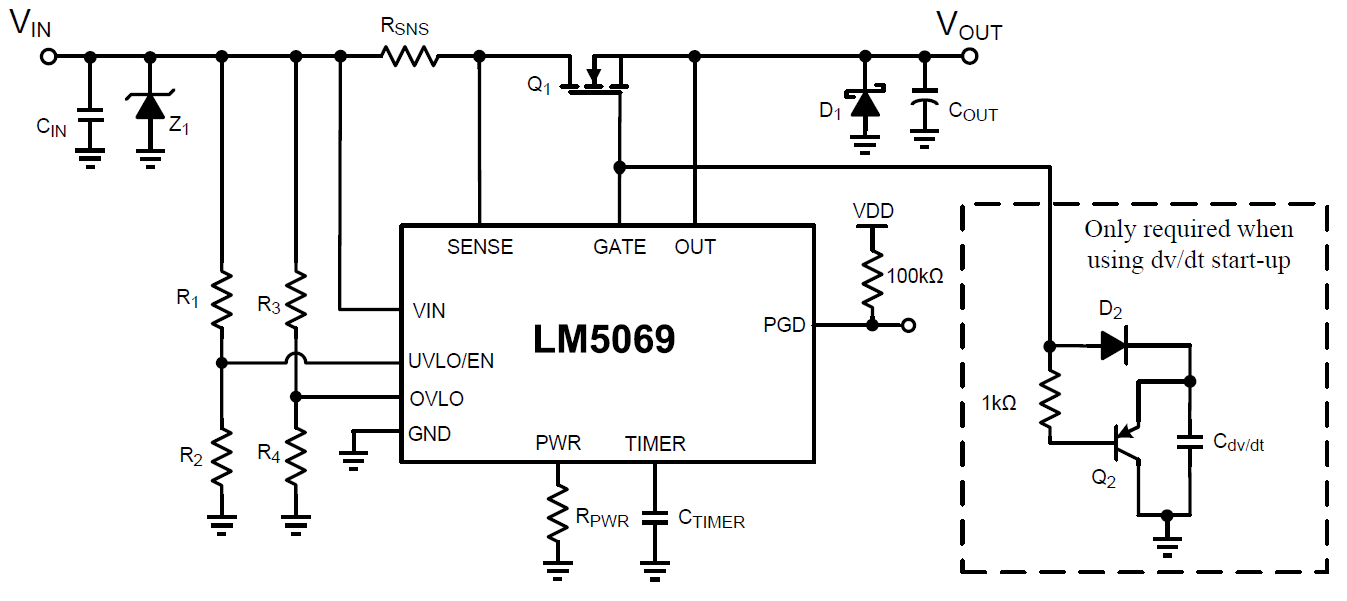 VIN
RSNS
VOUT
Q1
CIN
Z1
D1
COUT
VDD
SENSE
GATE
OUT
Only required when
using dv/dt start-up
100kΩ
R1
R3
VIN
LM5069
PGD
D2
UVLO/EN
OVLO
1kΩ
GND
PWR
TIMER
R2
R4
Cdv/dt
Q2
RPWR
CTIMER